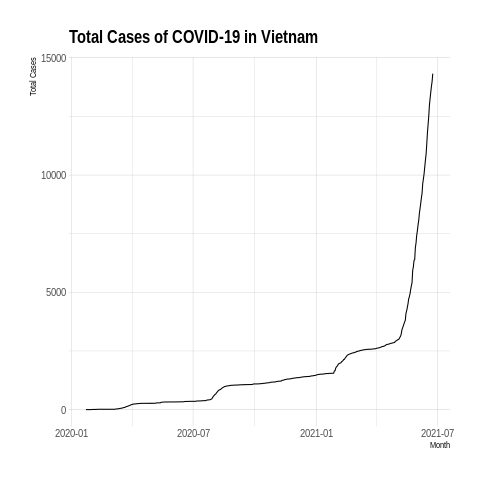 Total Cases of COVID-19 in Vietnam
Total Cases
15000
10000
5000
0
2020-01 2020-07 2021-01 2021-07
Month